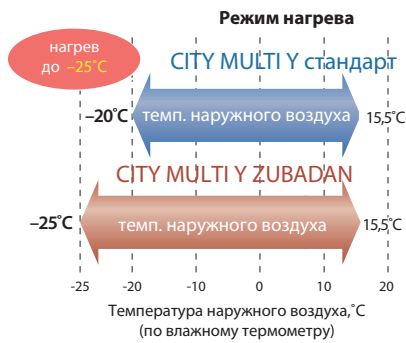 Режим нагрева
нагрев
до –25˚C
CITY MULTI Y стандарт
–20˚C темп. наружного воздуха 15,5˚C
CITY MULTI Y ZUBADAN
–25˚C темп. наружного воздуха 15,5˚C
-25 -20 -10 0 10 20
Температура наружного воздуха,˚C
(по влажному термометру)